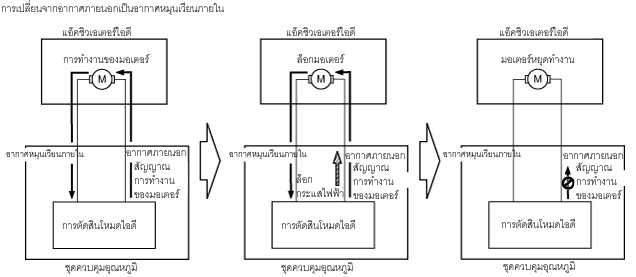 การเปลี่ยนจากอากาศภายนอกเป็นอากาศหมุนเวียนภายใน
แอ็คชิวเอเตอร์ไอดี
การทำงานของมอเตอร์
M
อากาศหมุนเวียนภายใน
อากาศภายนอก
สัญญาณ
การทำงาน
ของมอเตอร์
การตัดสินโหมดไอดี
ชุดควบคุมอุณหภูมิ
แอ็คชิวเอเตอร์ไอดี
ล็อกมอเตอร์
M
อากาศหมุนเวียนภายใน
อากาศภายนอก
สัญญาณ
การทำงาน
ของมอเตอร์
ล็อก
กระแสไฟฟ้า
การตัดสินโหมดไอดี
ชุดควบคุมอุณหภูมิ
แอ็คชิวเอเตอร์ไอดี
มอเตอร์หยุดทำงาน
M
อากาศหมุนเวียนภายใน
อากาศภายนอก
สัญญาณ
การทำงาน
ของมอเตอร์
การตัดสินโหมดไอดี
ชุดควบคุมอุณหภูมิ